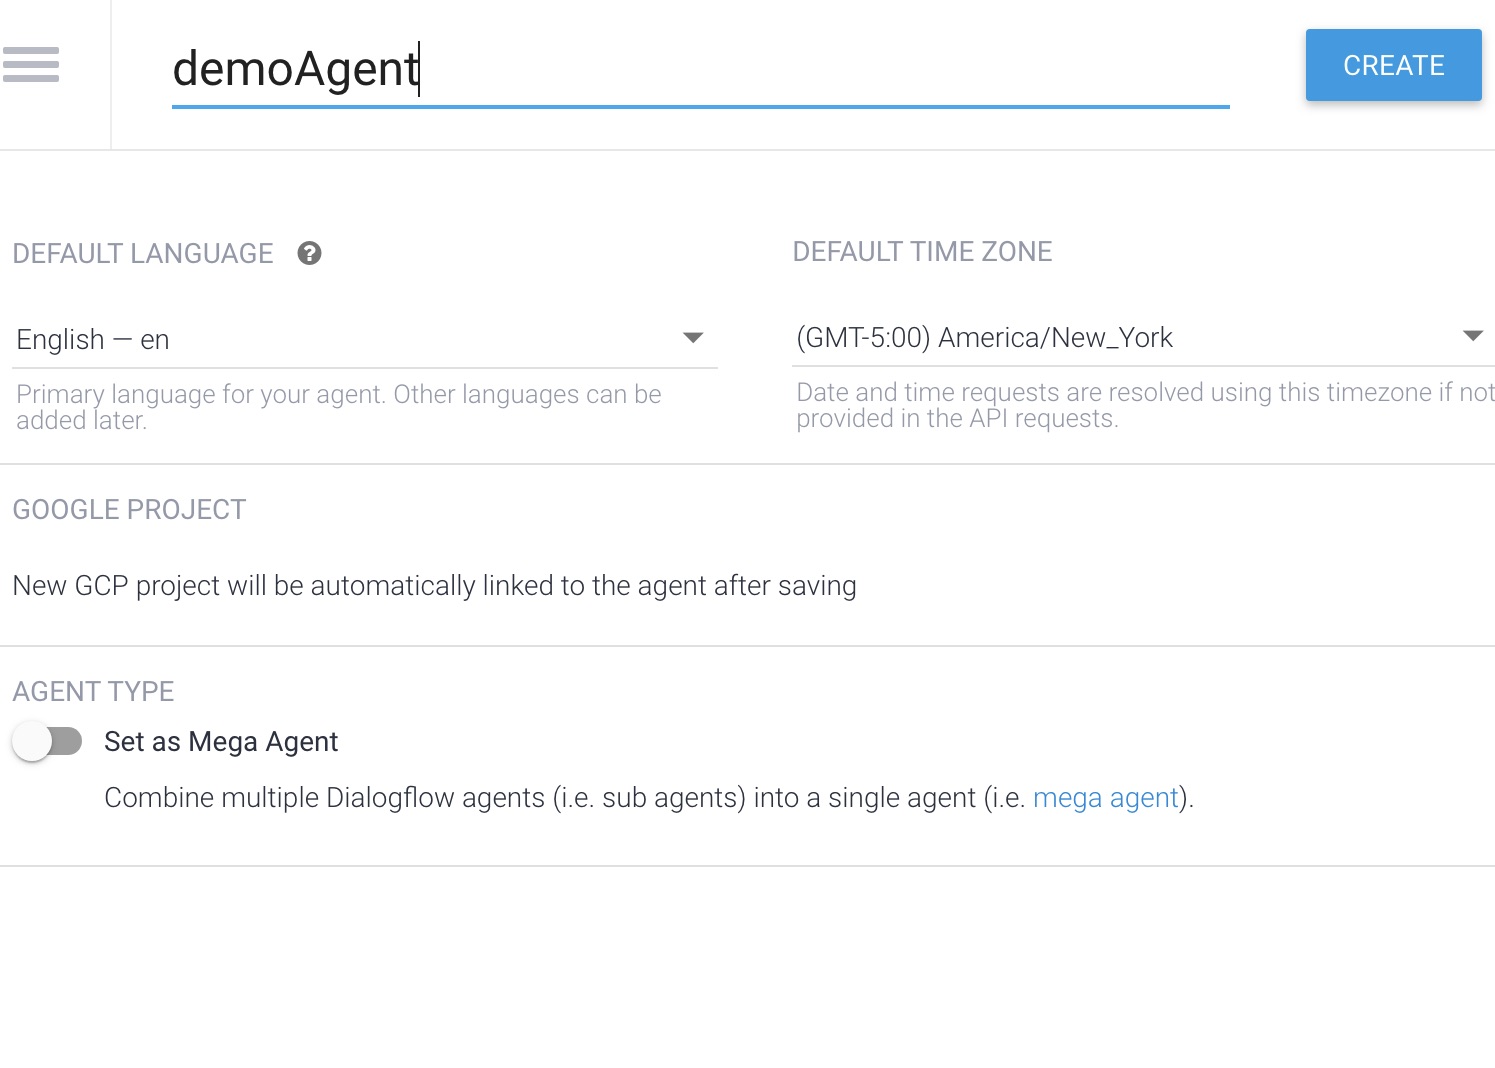 demoAgent
CREATE
DEFAULT LANGUAGE ?
DEFAULT TIME ZONE
English — en
(GMT-5:00) America/New_York
Primary language for your agent. Other languages can be
added later.
Date and time requests are resolved using this timezone if not
provided in the API requests.
GOOGLE PROJECT
New GCP project will be automatically linked to the agent after saving
AGENT TYPE
Set as Mega Agent
Combine multiple Dialogflow agents (i.e. sub agents) into a single agent (i.e. mega agent).